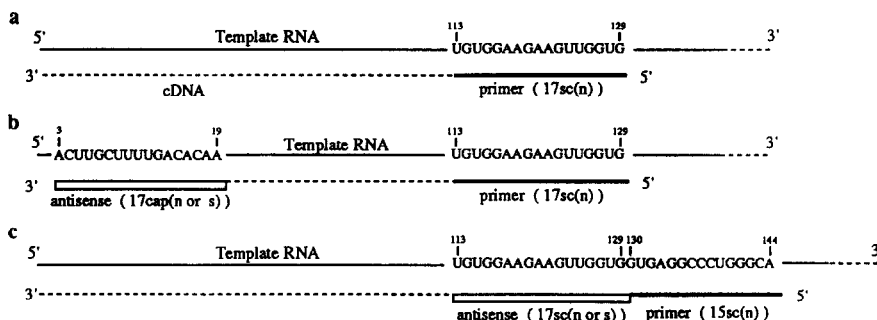 a
113 129
5' Template RNA UGUGGAAGAAGUUGGUG 3'
3' 5'
cDNA primer ( 17sc(n) )
b
3 19 113 129
5' ACUUGCUUUUGACACAA Template RNA UGUGGAAGAAGUUGGUG 3'
3' 5'
antisense ( 17cap(n or s) ) primer ( 17sc(n) )
c
113 129 130 144
5' Template RNA UGUGGAAGAAGUUGGUGGUGAGGCCCUGGGCA 3'
3' 5'
antisense ( 17sc(n or s) ) primer ( 15sc(n) )